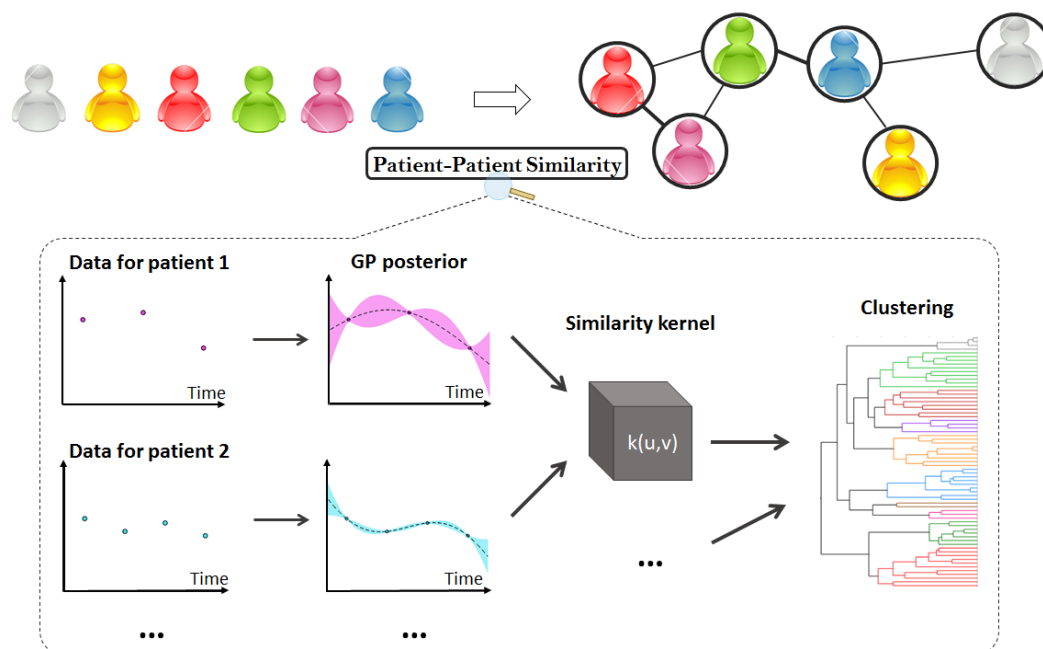 Patient-Patient Similarity
Data for patient 1
GP posterior
Time
Time
Similarity kernel
Clustering
k(u,v)
Data for patient 2
Time
Time
...
...
...